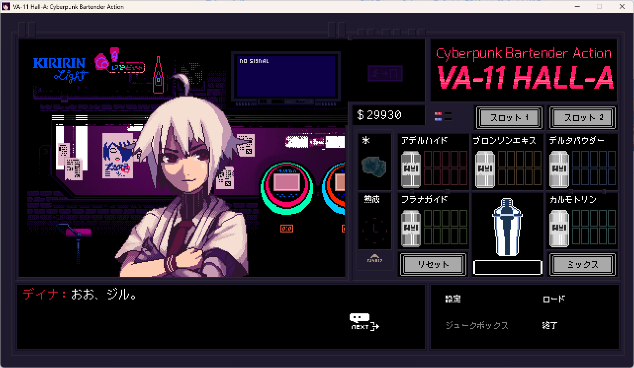 VA-11 Hall-A: Cyberpunk Bartender Action
KIRIRIN
Light
NO SIGNAL
Cyberpunk Bartender Action
VA-11 HALL-A
$ 29930
スロット 1
スロット 2
氷
アデルハイド
ブロンソンエキス
デルタパウダー
熟成
フラナガイド
カルモトリン
リセット
ミックス
ディナ：おお、ジル。
NEXT
設定
ロード
ジュークボックス
終了